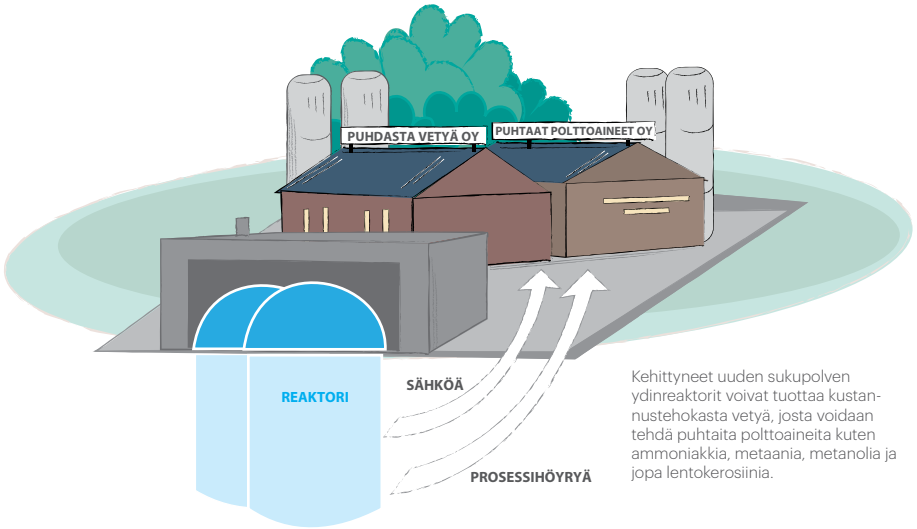 PUHDASTA VETYÄ OY
PUHTAAT POLTTOAINEET OY
REAKTORI
SÄHKÖÄ
PROSESSIHÖYRYÄ
Kehittyneet uuden sukupolven
ydinreaktorit voivat tuottaa kustan-
nustehokasta vetyä, josta voidaan
tehdä puhtaita polttoaineita kuten
ammoniakkia, metaania, metanolia ja
jopa lentokerosiinia.